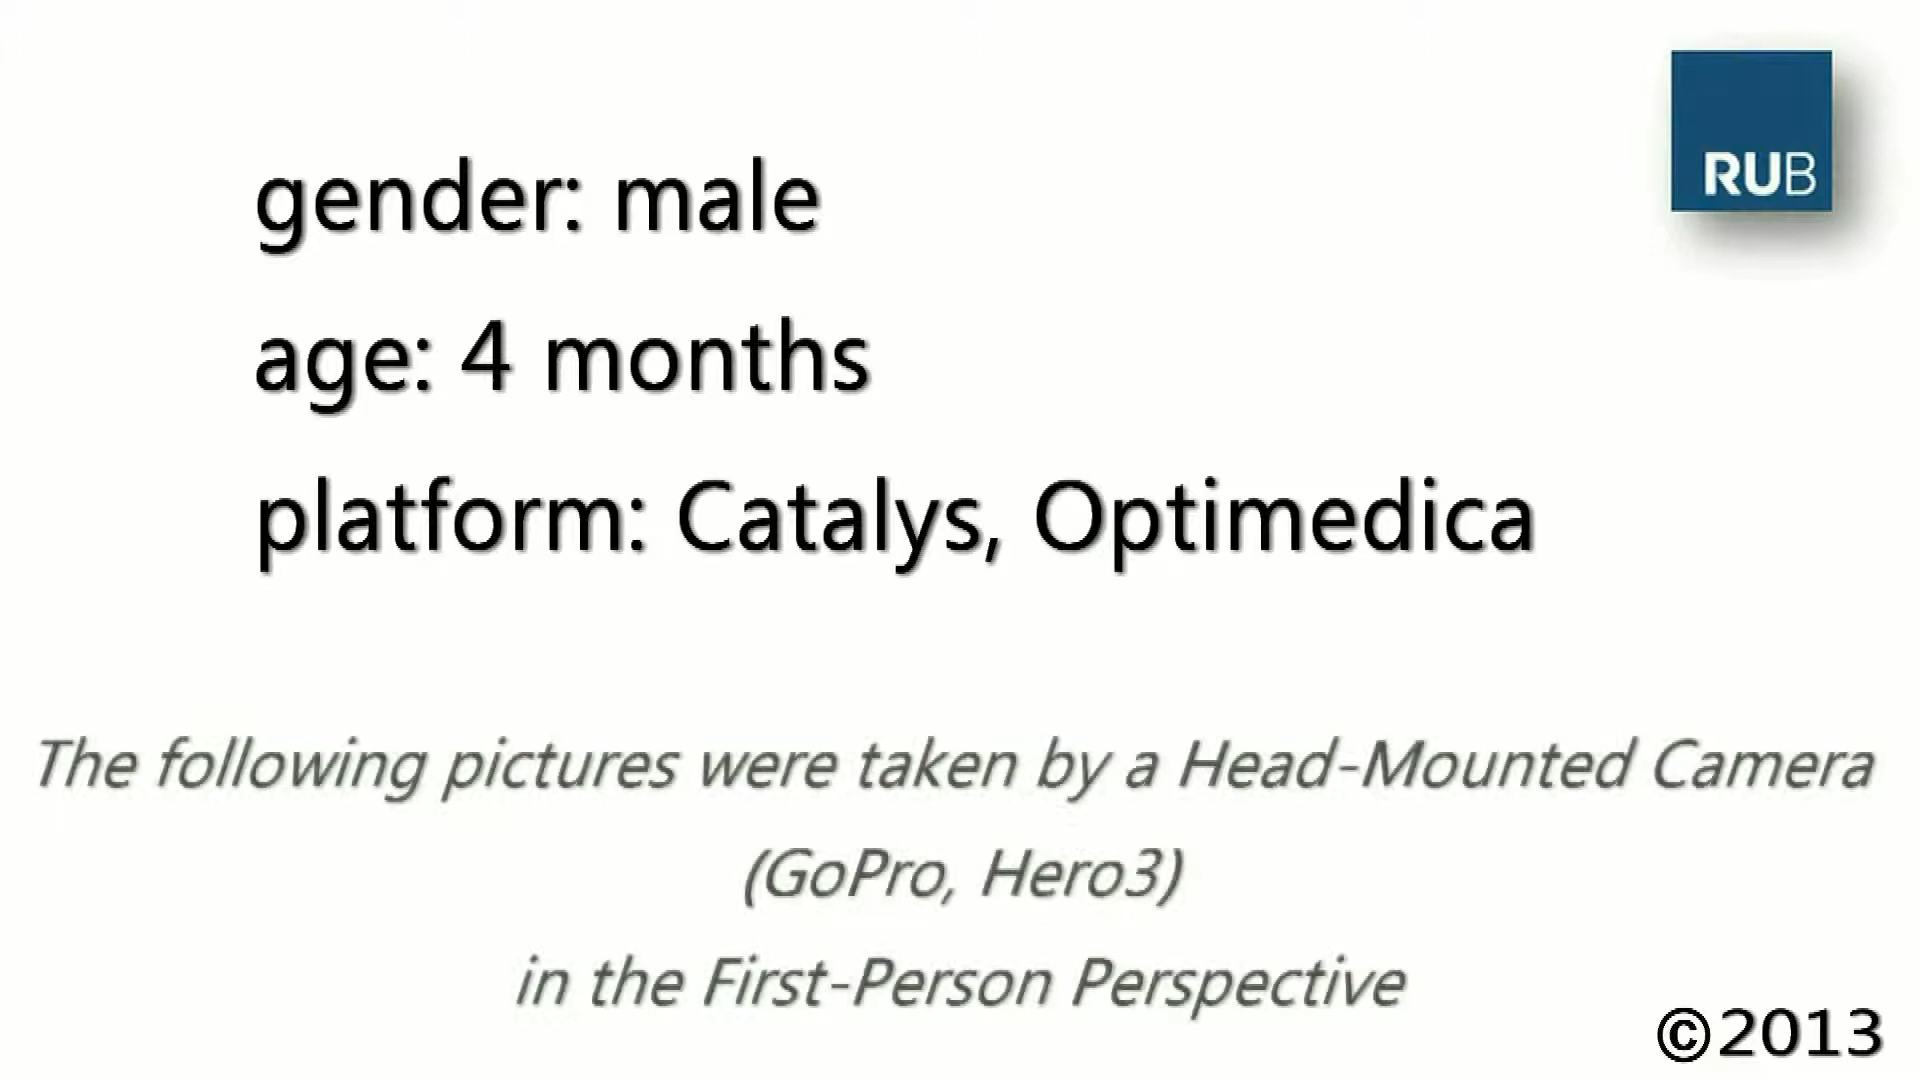 RUB
gender: male
age: 4 months
platform: Catalys, Optimedica
The following pictures were taken by a Head-Mounted Camera
(GoPro, Hero3)
in the First-Person Perspective
©2013